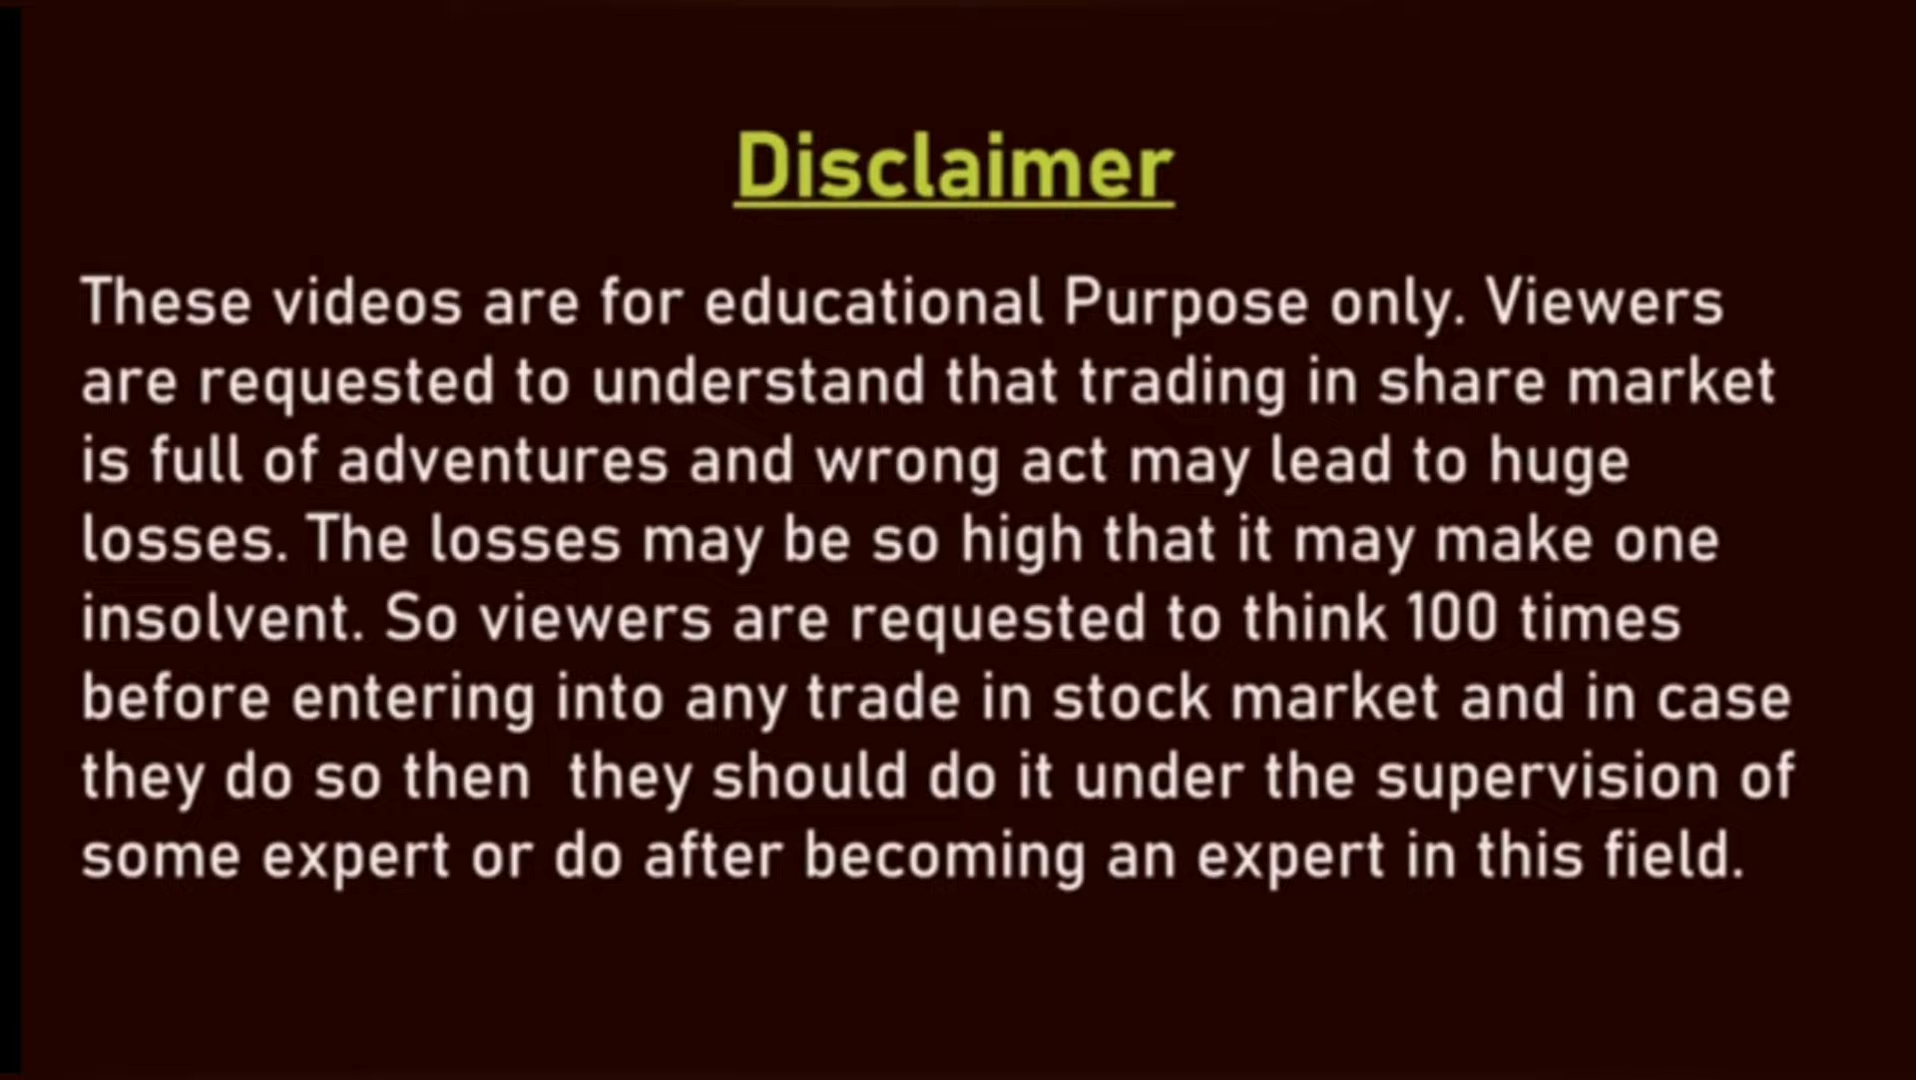 Disclaimer
These videos are for educational Purpose only. Viewers
are requested to understand that trading in share market
is full of adventures and wrong act may lead to huge
losses. The losses may be so high that it may make one
insolvent. So viewers are requested to think 100 times
before entering into any trade in stock market and in case
they do so then  they should do it under the supervision of
some expert or do after becoming an expert in this field.